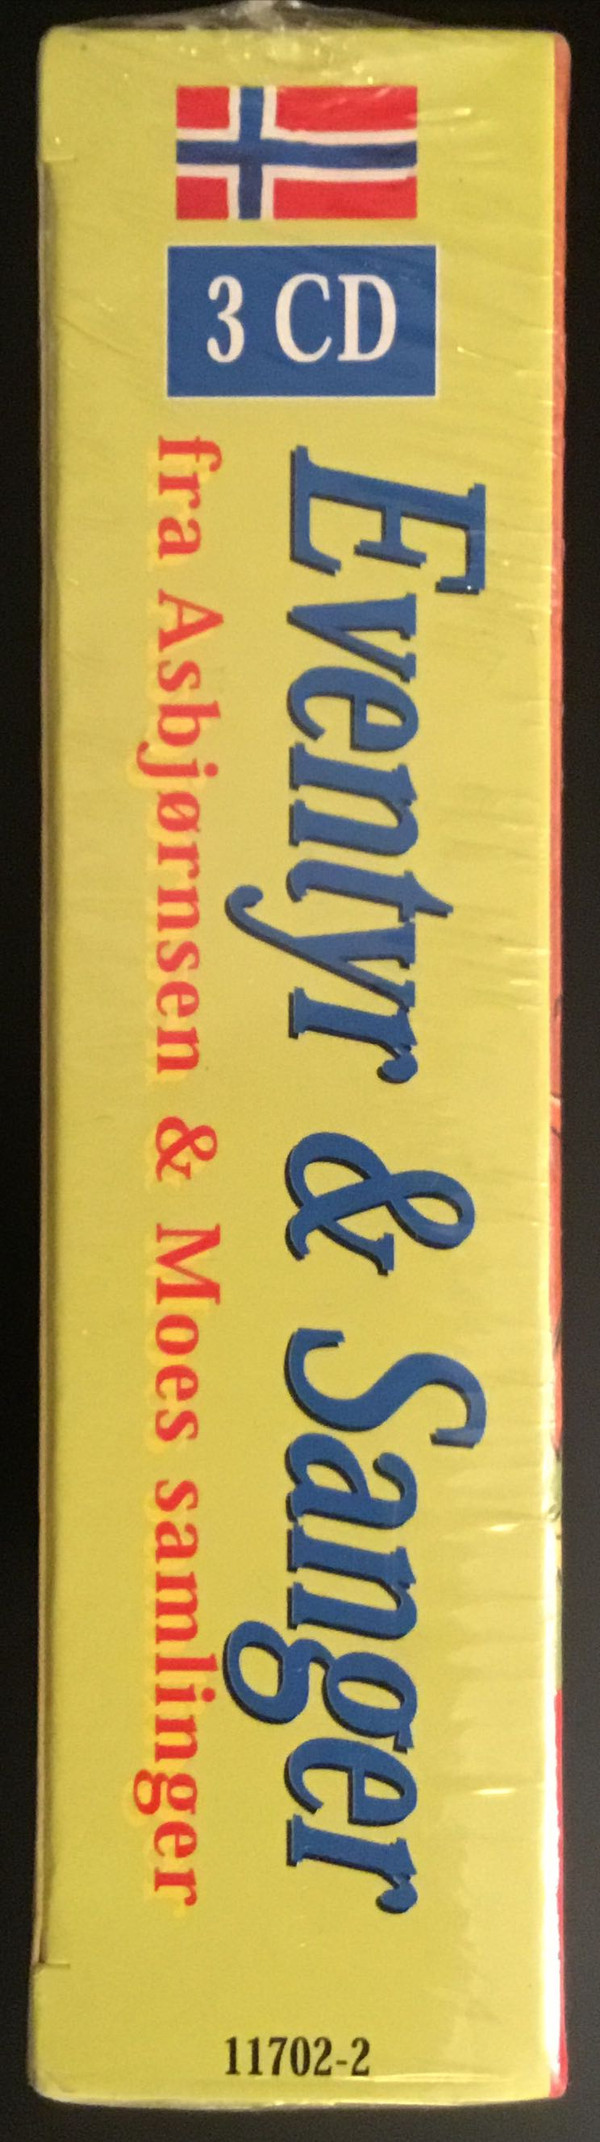 3 CD
Eventyr & Sanger
fra Asbjørnsen & Moes samlinger
11702-2